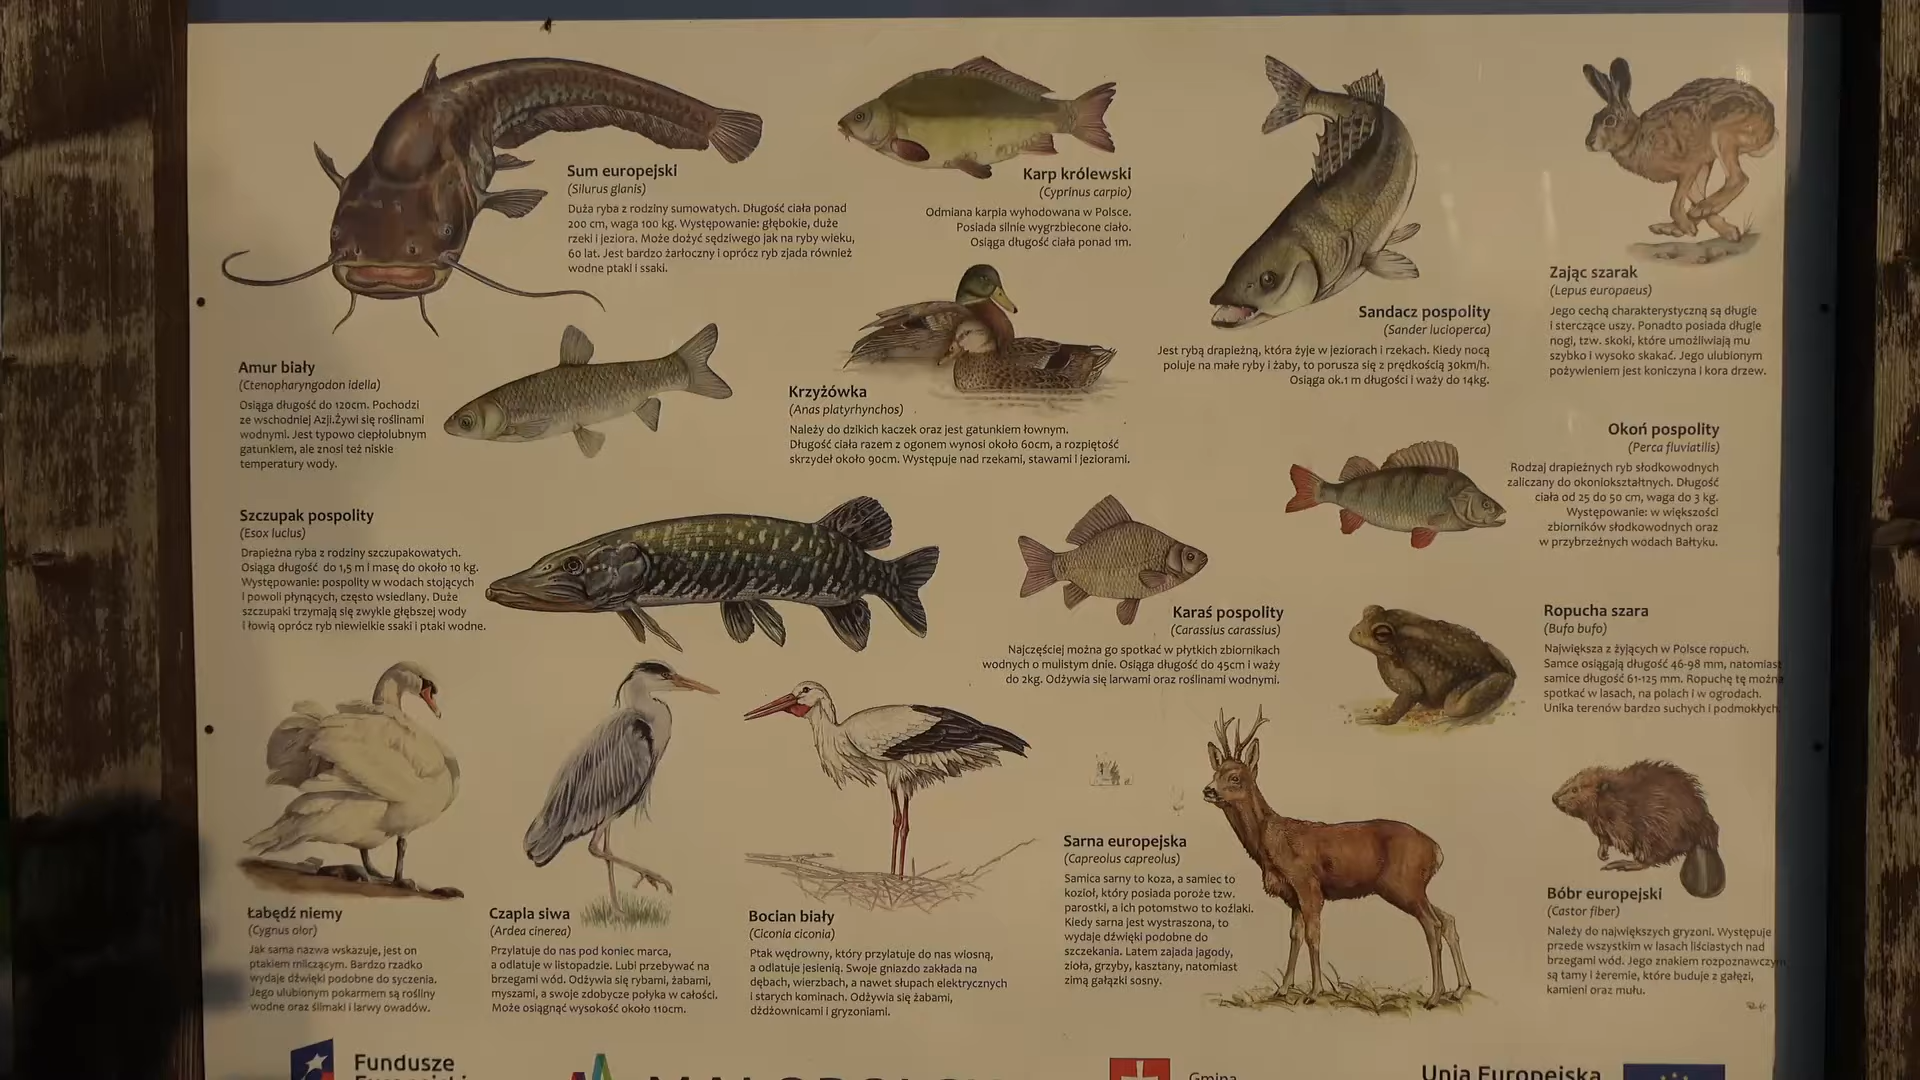 Sum europejski
(Silurus glanis)
Duża ryba z rodziny sumowatych. Długość ciała ponad
200 cm, waga 100 kg. Występowanie: głębokie, duże
rzeki i jeziora. Może dożyć sędziwego jak na ryby wieku,
60 lat. Jest bardzo żarłoczny i oprócz ryb zjada również
wodne ptaki i ssaki.
Karp królewski
(Cyprinus carpio)
Odmiana karpia wyhodowana w Polsce.
Posiada silnie wygrzbiecone ciało.
Osiąga długość ciała ponad 1m.
Sandacz pospolity
(Sander lucioperca)
Jest rybą drapieżną, która żyje w jeziorach i rzekach. Kiedy nocą
poluje na małe ryby i żaby, to porusza się z prędkością 30km/h.
Osiąga ok.1 m długości i waży do 14kg.
Zając szarak
(Lepus europaeus)
Jego cechą charakterystyczną są długie
i sterczące uszy. Ponadto posiada długie
nogi, tzw. skoki, które umożliwiają mu
szybko i wysoko skakać. Jego ulubionym
pożywieniem jest koniczyna i kora drzew.
Amur biały
(Ctenopharyngodon idella)
Osiąga długość do 120cm. Pochodzi
ze wschodniej Azji.Żywi się roślinami
wodnymi. Jest typowo ciepłolubnym
gatunkiem, ale znosi też niskie
temperatury wody.
Krzyżówka
(Anas platyrhynchos)
Należy do dzikich kaczek oraz jest gatunkiem łownym.
Długość ciała razem z ogonem wynosi około 60cm, a rozpiętość
skrzydeł około 90cm. Występuje nad rzekami, stawami i jeziorami.
Okoń pospolity
(Perca fluviatilis)
Rodzaj drapieżnych ryb słodkowodnych
zaliczany do okoniokształtnych. Długość
ciała od 25 do 50 cm, waga do 3 kg.
Występowanie: w większości
zbiorników słodkowodnych oraz
w przybrzeżnych wodach Bałtyku.
Szczupak pospolity
(Esox lucius)
Drapieżna ryba z rodziny szczupakowatych.
Osiąga długość do 1,5 m i masę do około 10 kg.
Występowanie: pospolity w wodach stojących
i powoli płynących, często wsiedlany. Duże
szczupaki trzymają się zwykle głębszej wody
i łowią oprócz ryb niewielkie ssaki i ptaki wodne.
Karaś pospolity
(Carassius carassius)
Najczęściej można go spotkać w płytkich zbiornikach
wodnych o mulistym dnie. Osiąga długość do 45cm i waży
do 2kg. Odżywia się larwami oraz roślinami wodnymi.
Ropucha szara
(Bufo bufo)
Największa z żyjących w Polsce ropuch.
Samce osiągają długość 46-98 mm, natomiast
samice długość 61-125 mm. Ropuchę tę można
spotkać w lasach, na polach i w ogrodach.
Unika terenów bardzo suchych i podmokłych.
Łabędź niemy
(Cygnus olor)
Jak sama nazwa wskazuje, jest on
ptakiem milczącym. Bardzo rzadko
wydaje dźwięki podobne do syczenia.
Jego ulubionym pokarmem są rośliny
wodne oraz ślimaki i larwy owadów.
Czapla siwa
(Ardea cinerea)
Przylatuje do nas pod koniec marca,
a odlatuje w listopadzie. Lubi przebywać na
brzegami wód. Odżywia się rybami, żabami,
myszami, a swoje zdobycze połyka w całości.
Może osiągnąć wysokość około 110cm.
Bocian biały
(Ciconia ciconia)
Ptak wędrowny, który przylatuje do nas wiosną,
a odlatuje jesienią. Swoje gniazdo zakłada na
dębach, wierzbach, a nawet słupach elektrycznych
i starych kominach. Odżywia się żabami,
dżdżownicami i gryzoniami.
Sarna europejska
(Capreolus capreolus)
Samica sarny to koza, a samiec to
kozioł, który posiada poroże tzw.
parostki, a ich potomstwo to koźlaki.
Kiedy sarna jest wystraszona, to
wydaje dźwięki podobne do
szczekania. Latem zajada jagody,
zioła, grzyby, kasztany, natomiast
zimą gałązki sosny.
Bóbr europejski
(Castor fiber)
Należy do największych gryzoni. Występuje
przede wszystkim w lasach liściastych nad
brzegami wód. Jego znakiem rozpoznawczym
są tamy i żeremie, które buduje z gałęzi,
kamieni oraz mułu.
Fundusze
Gmina
Unia Europejska